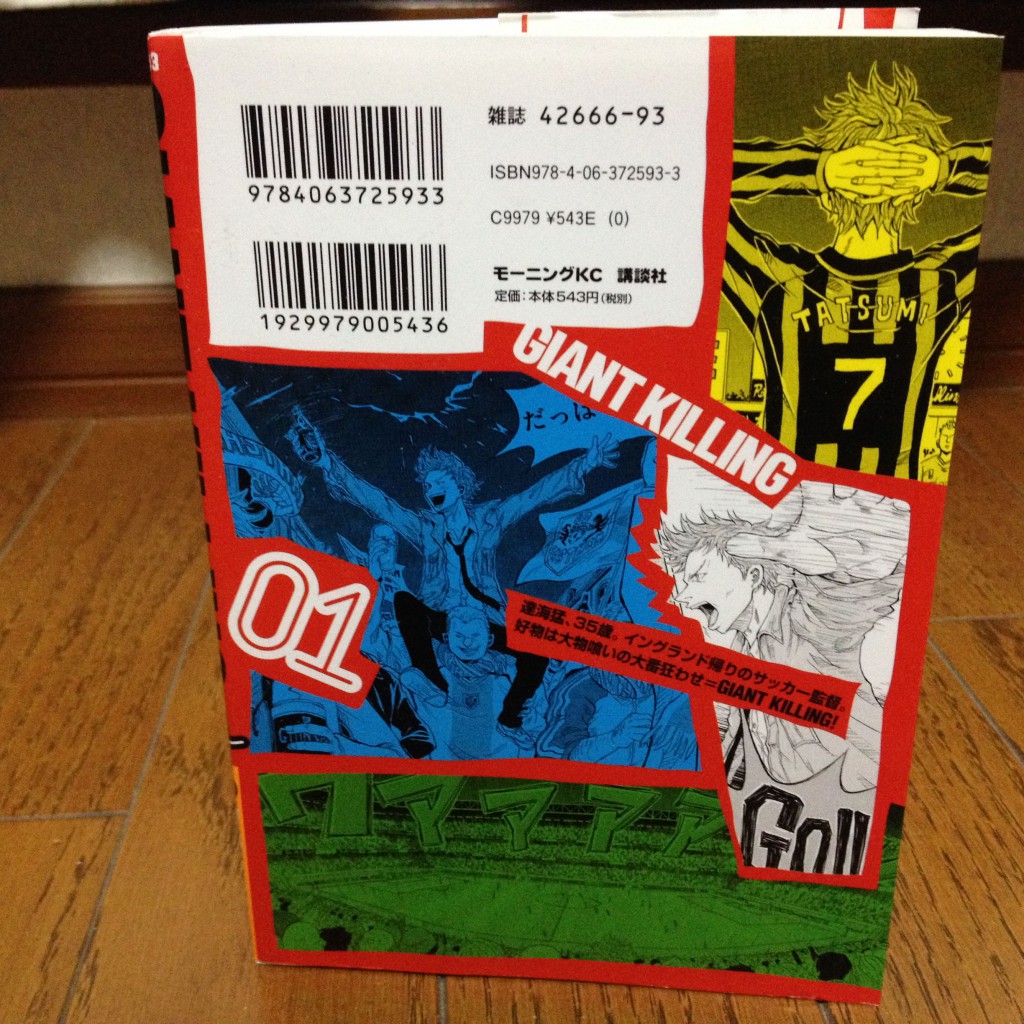 9784063725933
1929979005436
雑誌 42666-93
ISBN978-4-06-372593-3
C9979 ¥543E (0)
モーニングKC 講談社
定価:本体543円(税別)
TATSUMI
7
GIANT KILLING
だっは
01
達海猛、35歳。イングランド帰りのサッカー監督。
好物は大物喰いの大番狂わせ=GIANT KILLING!
ワァァァァ
Goll